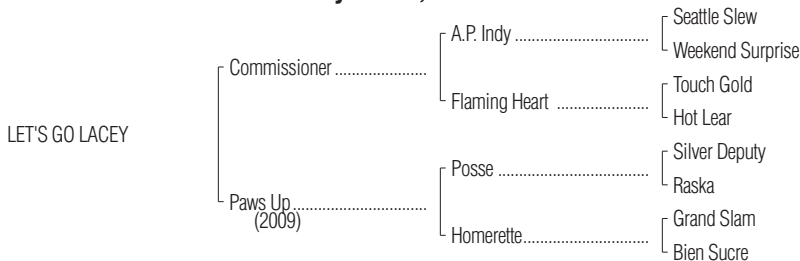 LET'S GO LACEY
Commissioner .......................
Paws Up.................................
(2009)
A.P. Indy .................................
Flaming Heart .......................
Posse .....................................
Homerette...............................
Seattle Slew
Weekend Surprise
Touch Gold
Hot Lear
Silver Deputy
Raska
Grand Slam
Bien Sucre